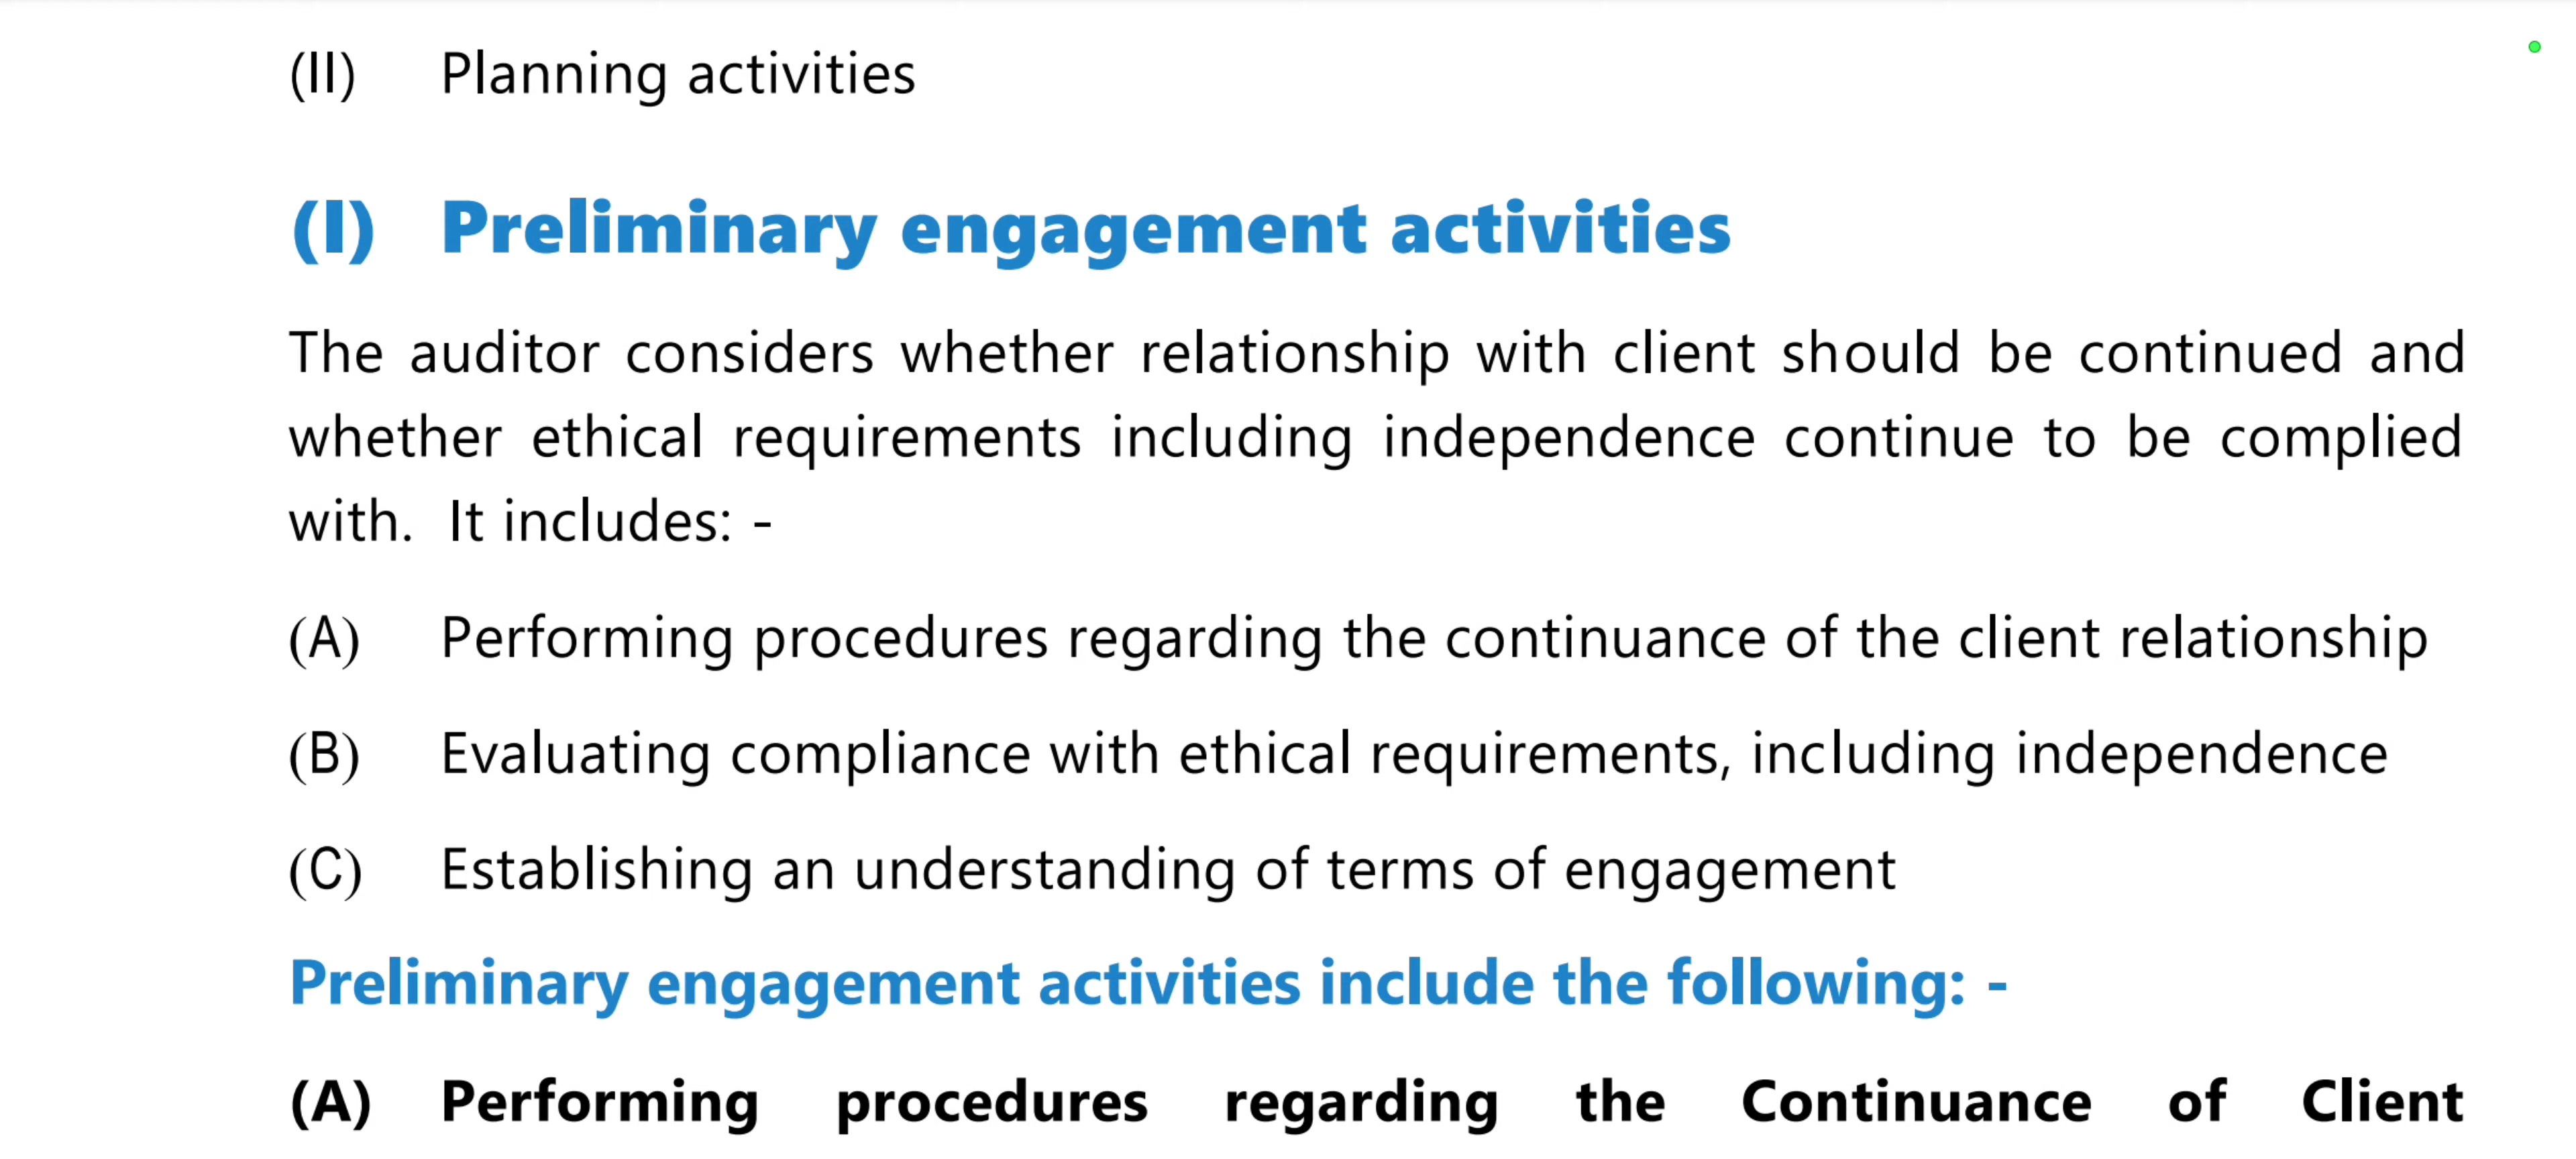 (II) Planning activities
(I) Preliminary engagement activities
The auditor considers whether relationship with client should be continued and
whether ethical requirements including independence continue to be complied
with.  It includes: -
(A) Performing procedures regarding the continuance of the client relationship
(B) Evaluating compliance with ethical requirements, including independence
(C) Establishing an understanding of terms of engagement
Preliminary engagement activities include the following: -
(A) Performing procedures regarding the Continuance of Client